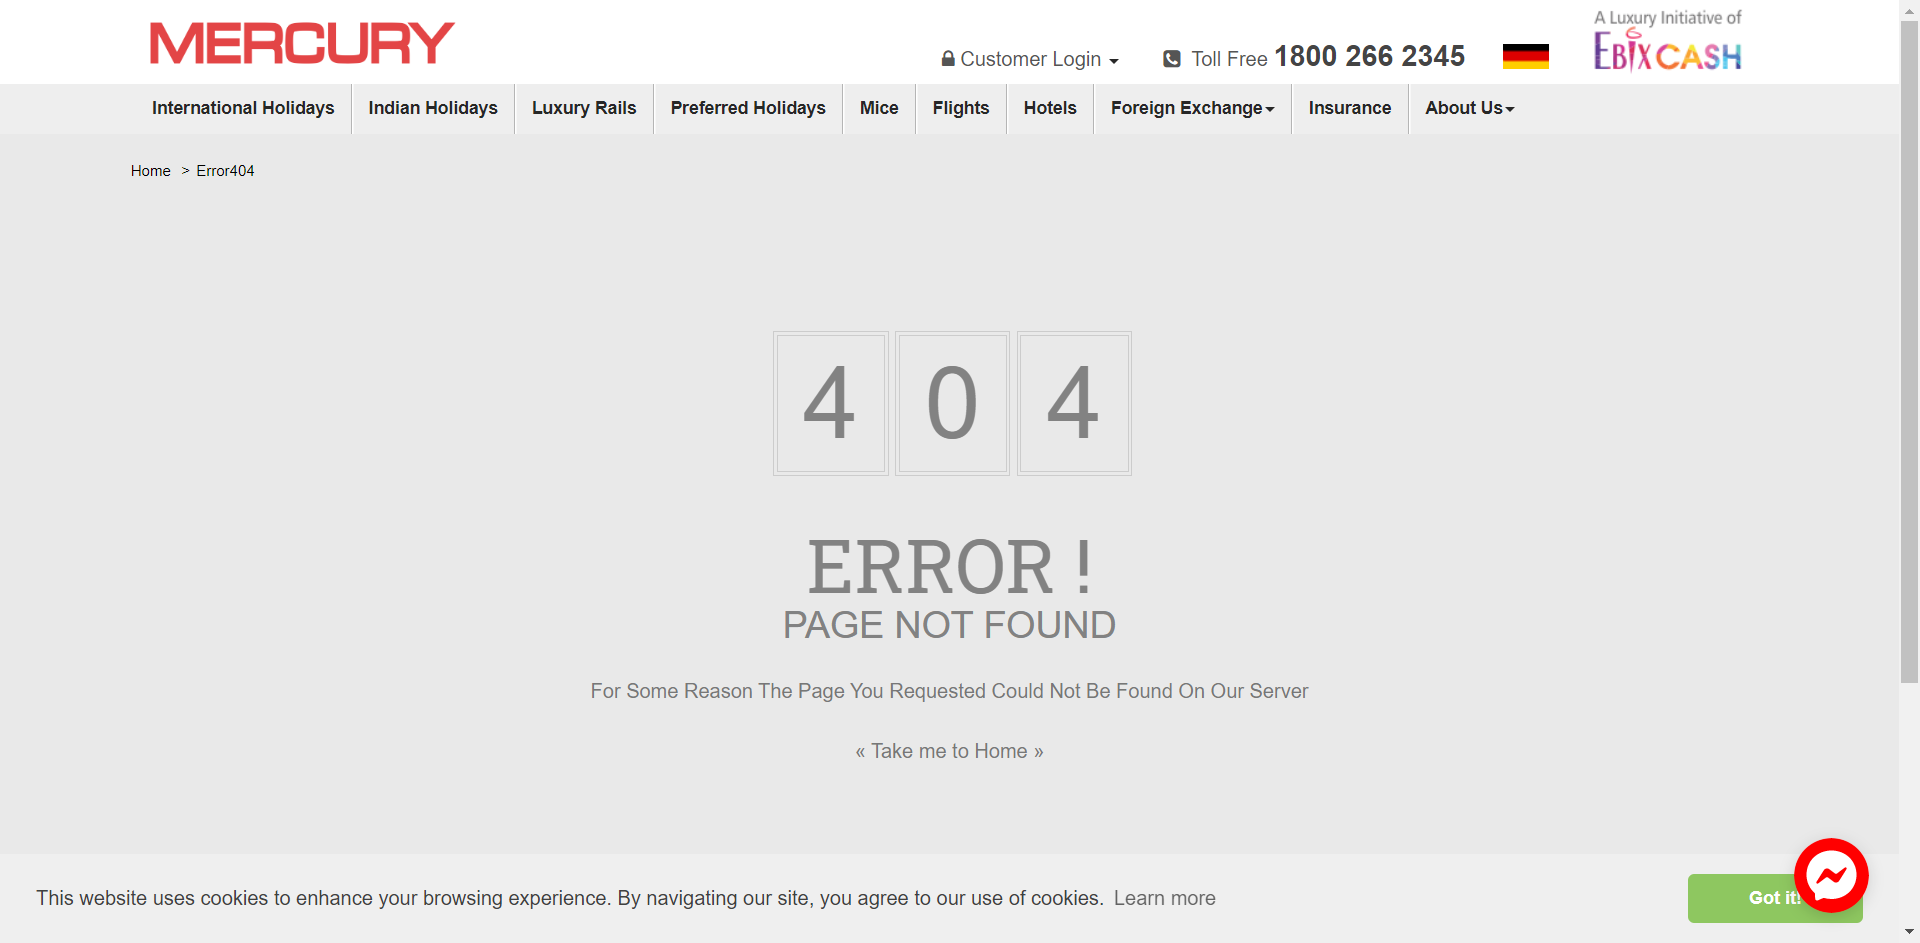 MERCURY
Customer Login
Toll Free 1800 266 2345
A Luxury Initiative of
EBIXCASH
International Holidays
Indian Holidays
Luxury Rails
Preferred Holidays
Mice
Flights
Hotels
Foreign Exchange
Insurance
About Us
Home > Error404
4 0 4
ERROR !
PAGE NOT FOUND
For Some Reason The Page You Requested Could Not Be Found On Our Server
« Take me to Home »
This website uses cookies to enhance your browsing experience. By navigating our site, you agree to our use of cookies. Learn more
Got it!